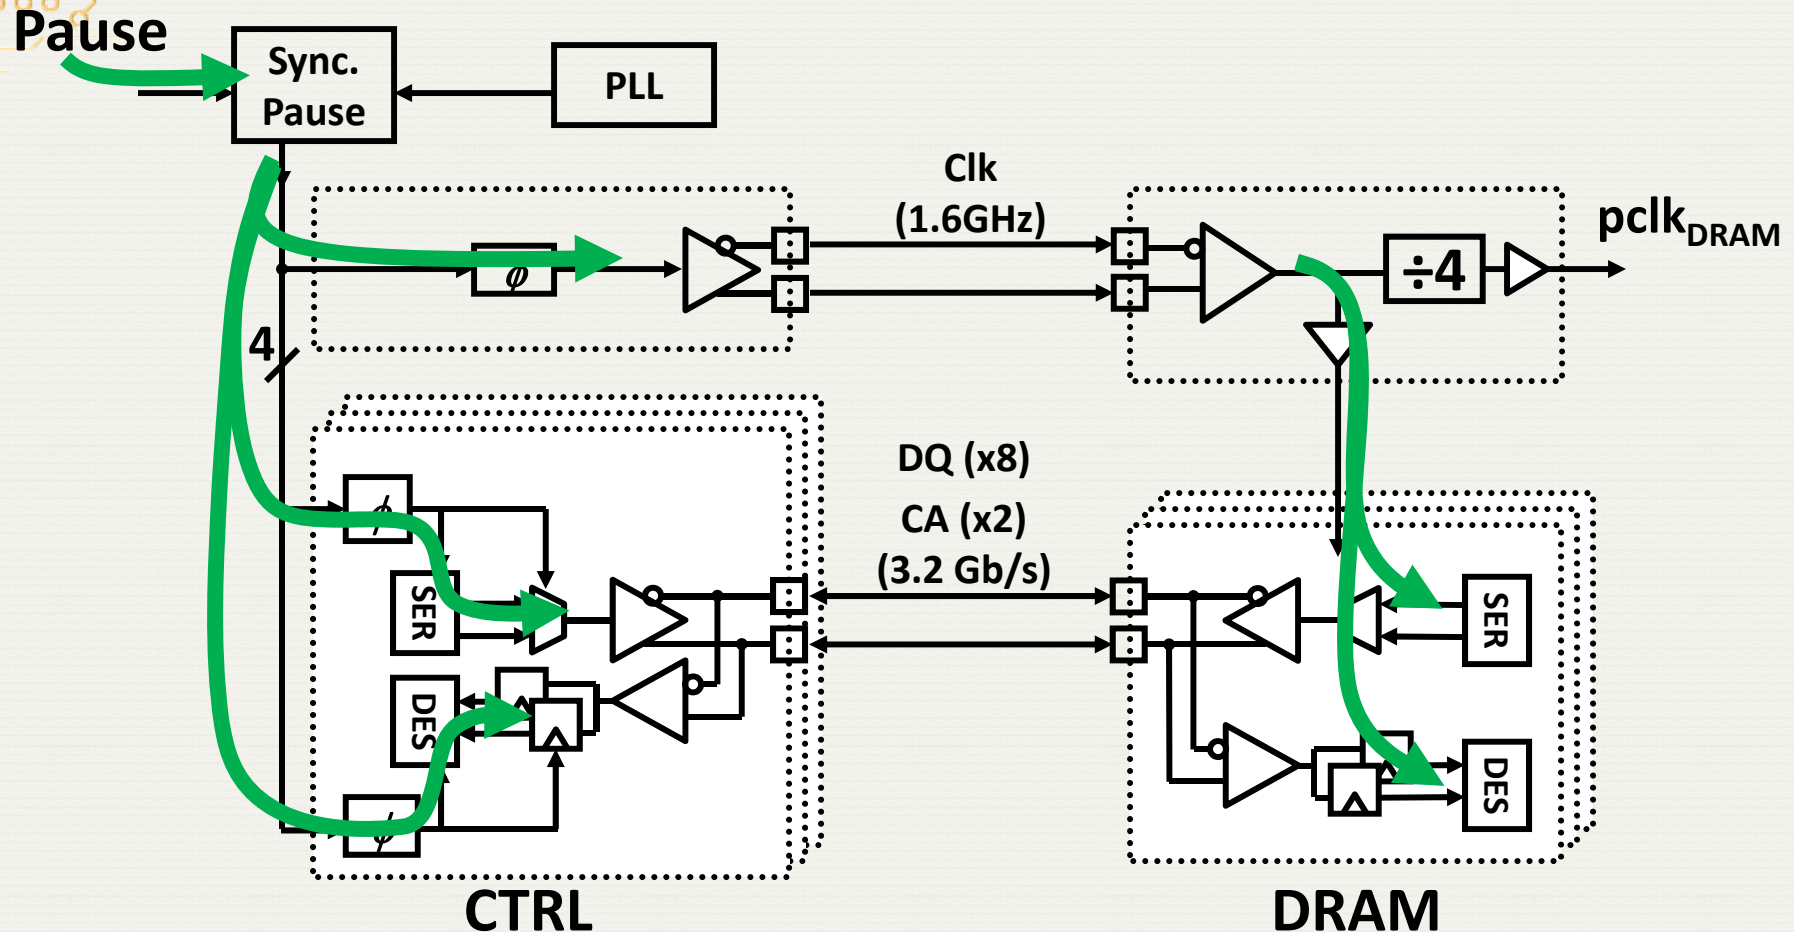 Pause
Sync.
Pause
PLL
Clk
(1.6GHz)
pclkDRAM
φ
÷4
4
DQ (x8)
CA (x2)
(3.2 Gb/s)
ϕ
SER
SER
DES
DES
ϕ
CTRL
DRAM